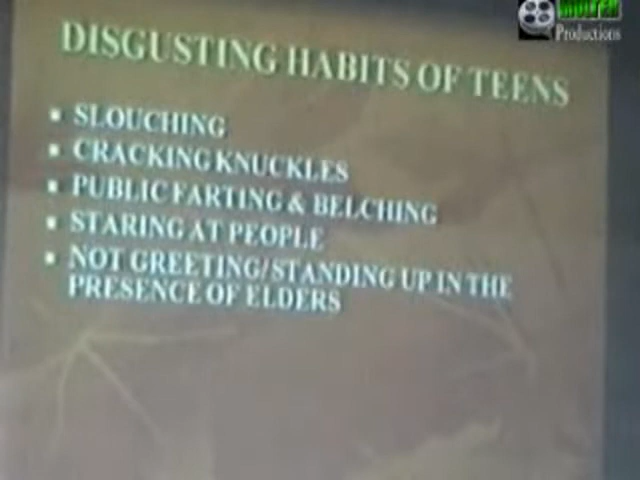 DISGUSTING HABITS OF TEENS
SLOUCHING
CRACKING KNUCKLES
PUBLIC FARTING & BELCHING
STARING AT PEOPLE
NOT GREETING/STANDING UP IN THE
PRESENCE OF ELDERS
Productions